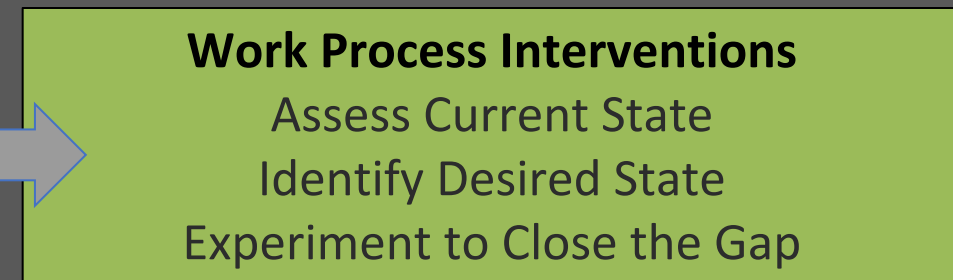 Work Process Interventions
Assess Current State
Identify Desired State
Experiment to Close the Gap